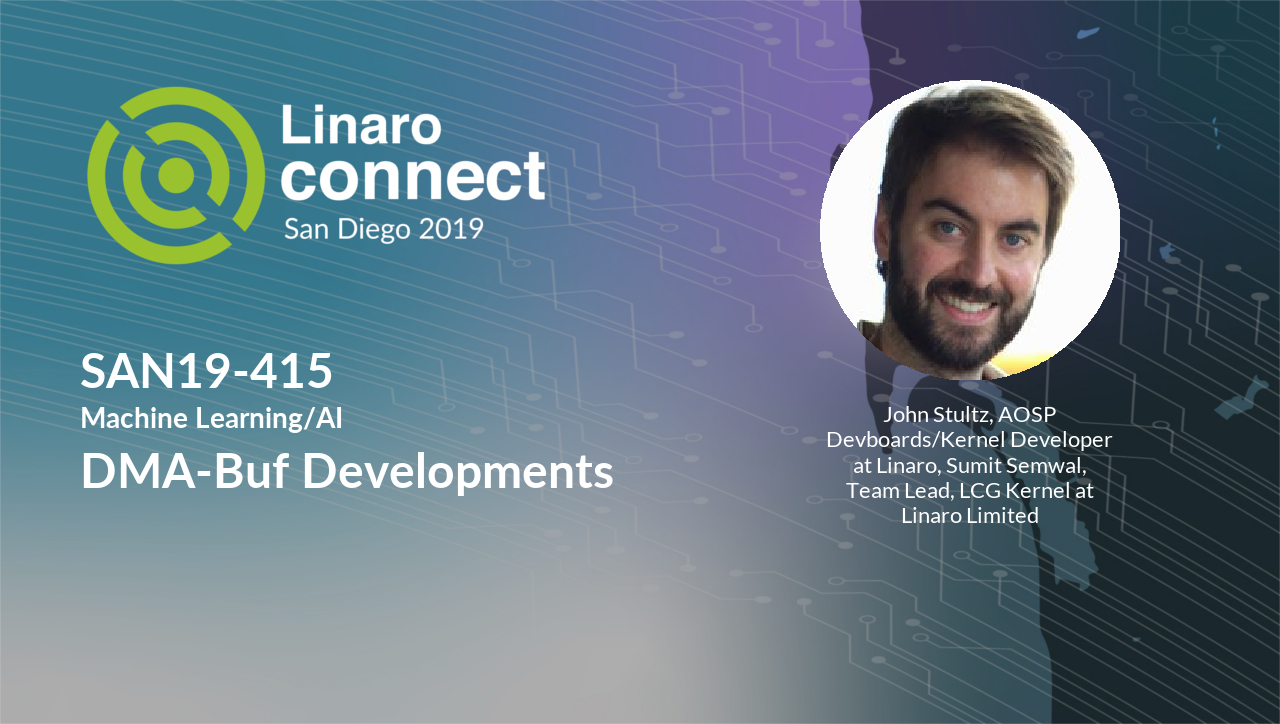 Linaro
connect
San Diego 2019
SAN19-415
Machine Learning/AI
DMA-Buf Developments
John Stultz, AOSP
Devboards/Kernel Developer
at Linaro, Sumit Semwal,
Team Lead, LCG Kernel at
Linaro Limited